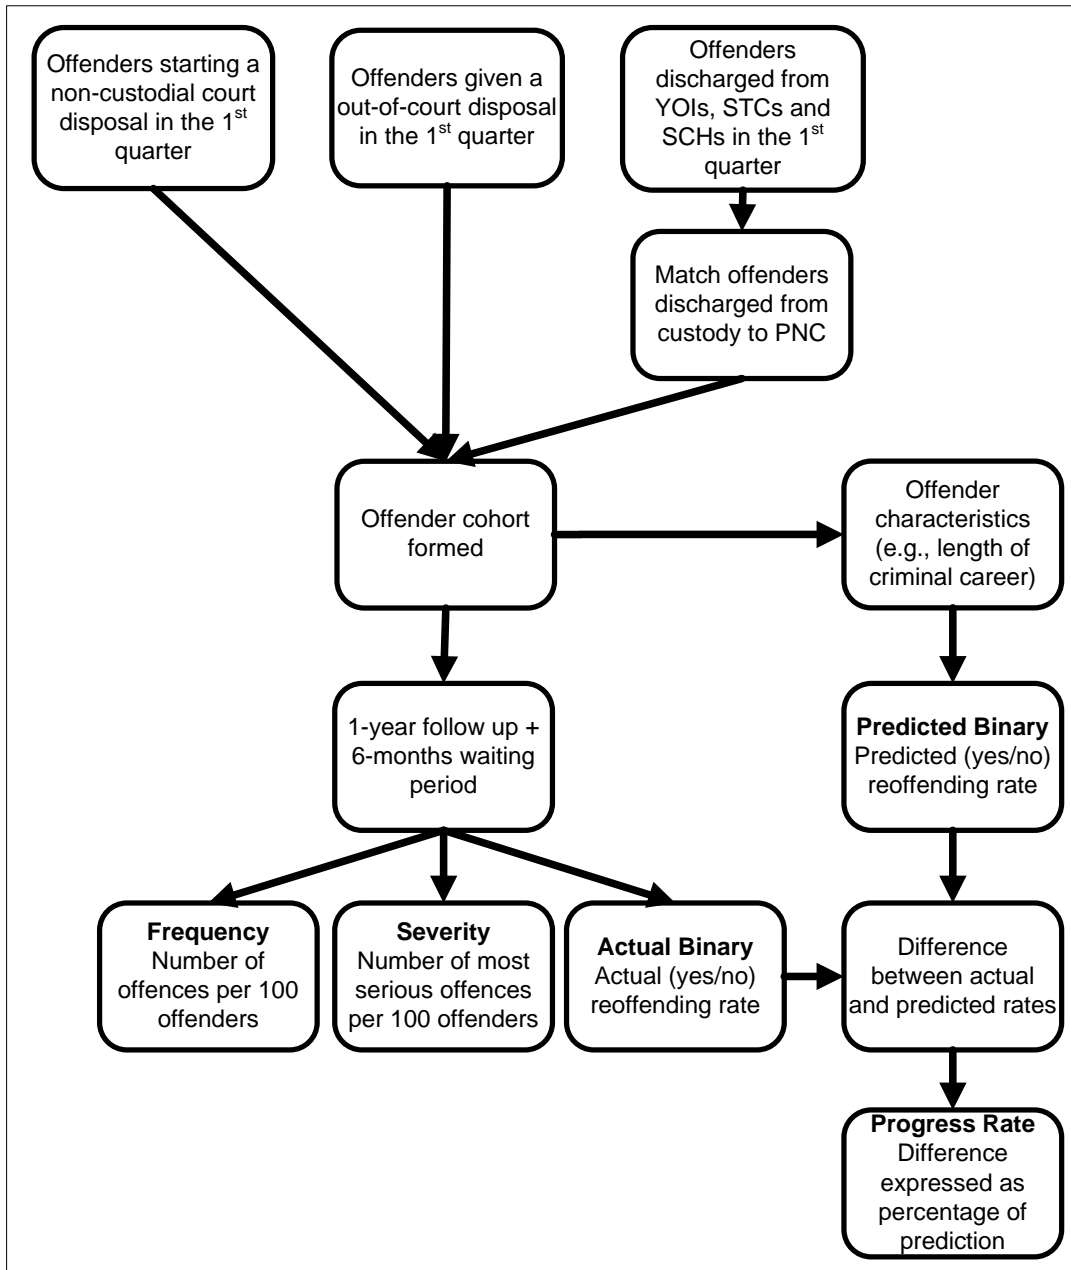 Offenders starting a
non-custodial court
disposal in the 1st
quarter
Offenders given a
out-of-court disposal
in the 1st quarter
Offenders
discharged from
YOIs, STCs and
SCHs in the 1st
quarter
Match offenders
discharged from
custody to PNC
Offender cohort
formed
Offender
characteristics
(e.g., length of
criminal career)
1-year follow up +
6-months waiting
period
Predicted Binary
Predicted (yes/no)
reoffending rate
Frequency
Number of
offences per 100
offenders
Severity
Number of most
serious offences
per 100 offenders
Actual Binary
Actual (yes/no)
reoffending rate
Difference
between actual
and predicted rates
Progress Rate
Difference
expressed as
percentage of
prediction